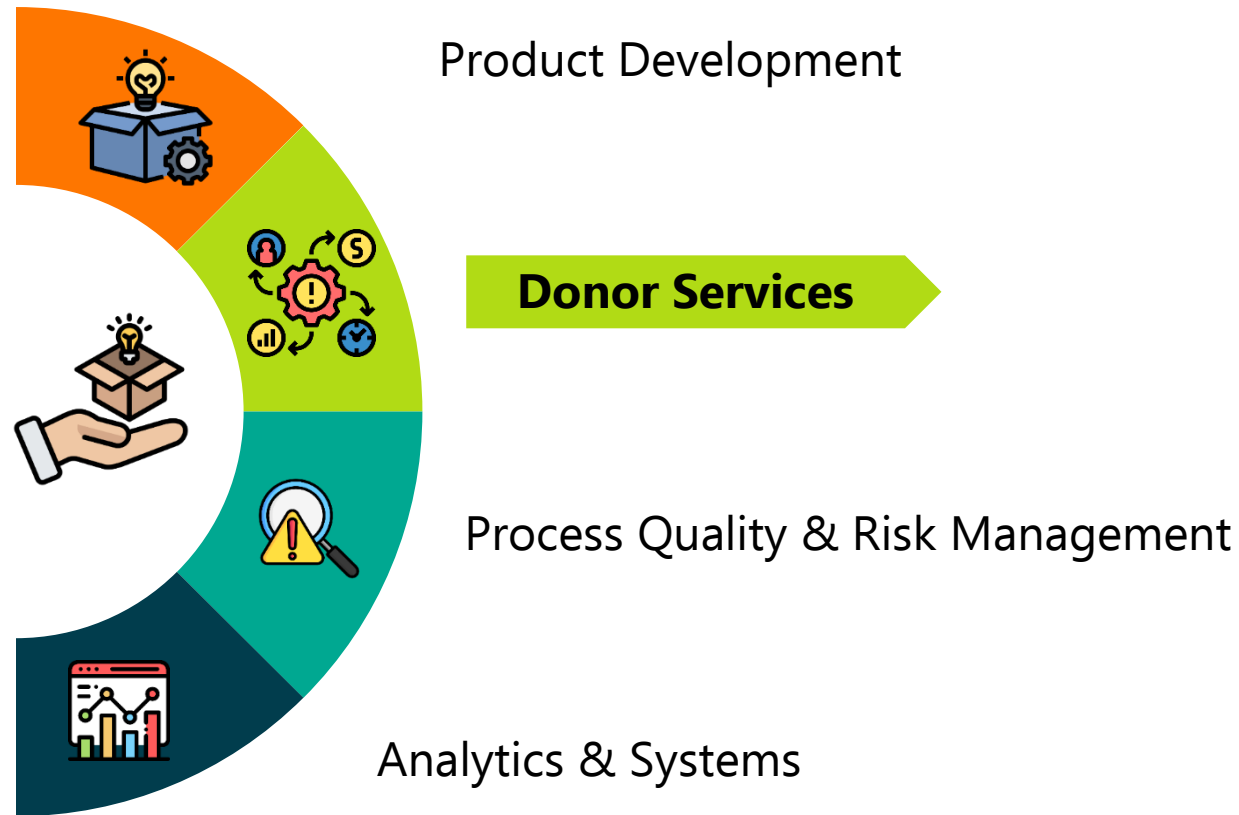 Product Development
Donor Services
Process Quality & Risk Management
Analytics & Systems